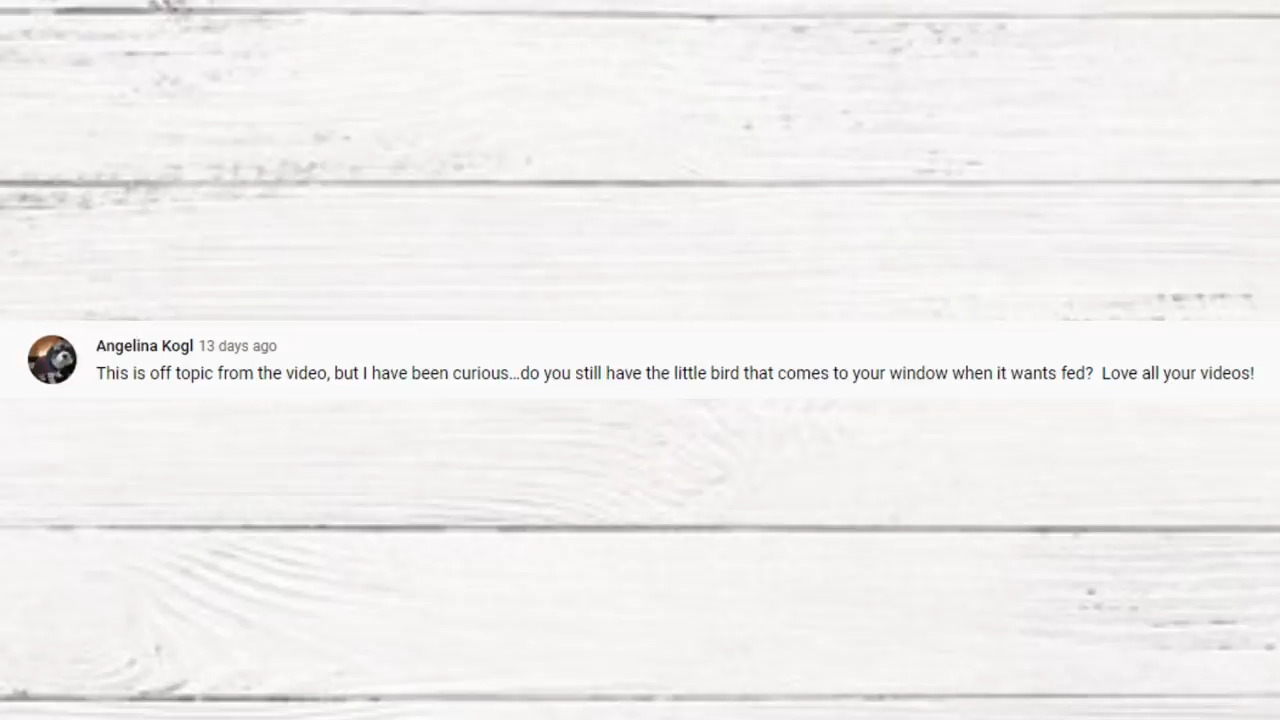 Angelina Kogl 13 days ago
This is off topic from the video, but I have been curious...do you still have the little bird that comes to your window when it wants fed?  Love all your videos!